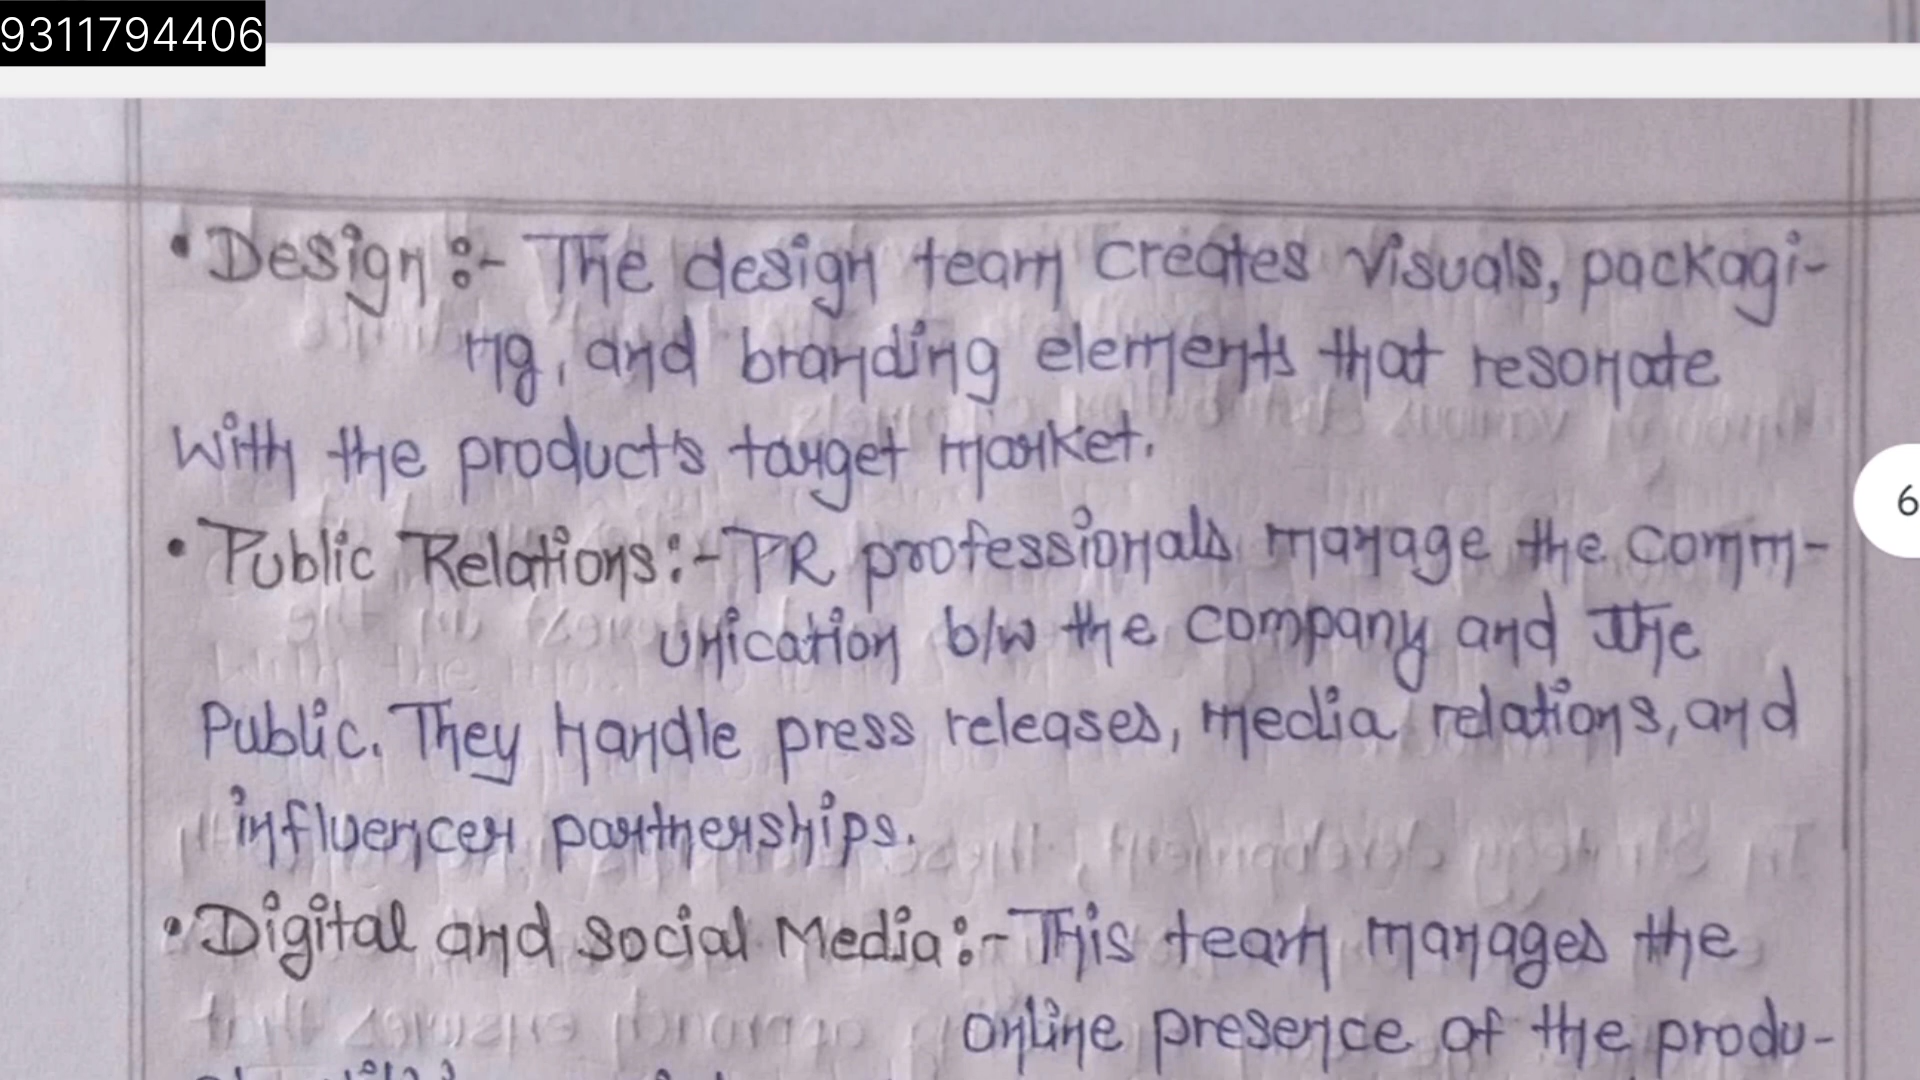 9311794406
• Design :- The design team creates visuals, packagi-
ng, and branding elements that resonate
with the product's target market.
6
• Public Relations :- PR professionals manage the comm-
unication b/w the company and the
Public. They handle press releases, media relations, and
influencer partnerships.
• Digital and Social Media :- This team manages the
online presence of the produ-